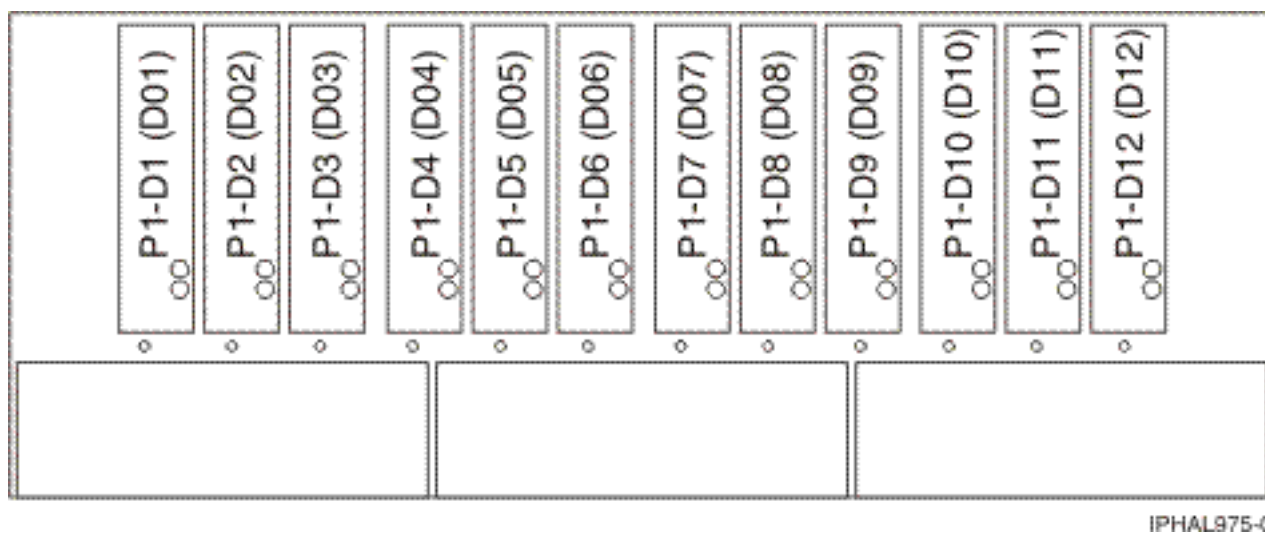 P1-D1 (D01)
P1-D2 (D02)
P1-D3 (D03)
P1-D4 (D04)
P1-D5 (D05)
P1-D6 (D06)
P1-D7 (D07)
P1-D8 (D08)
P1-D9 (D09)
P1-D10 (D10)
P1-D11 (D11)
P1-D12 (D12)
IPHAL975-0